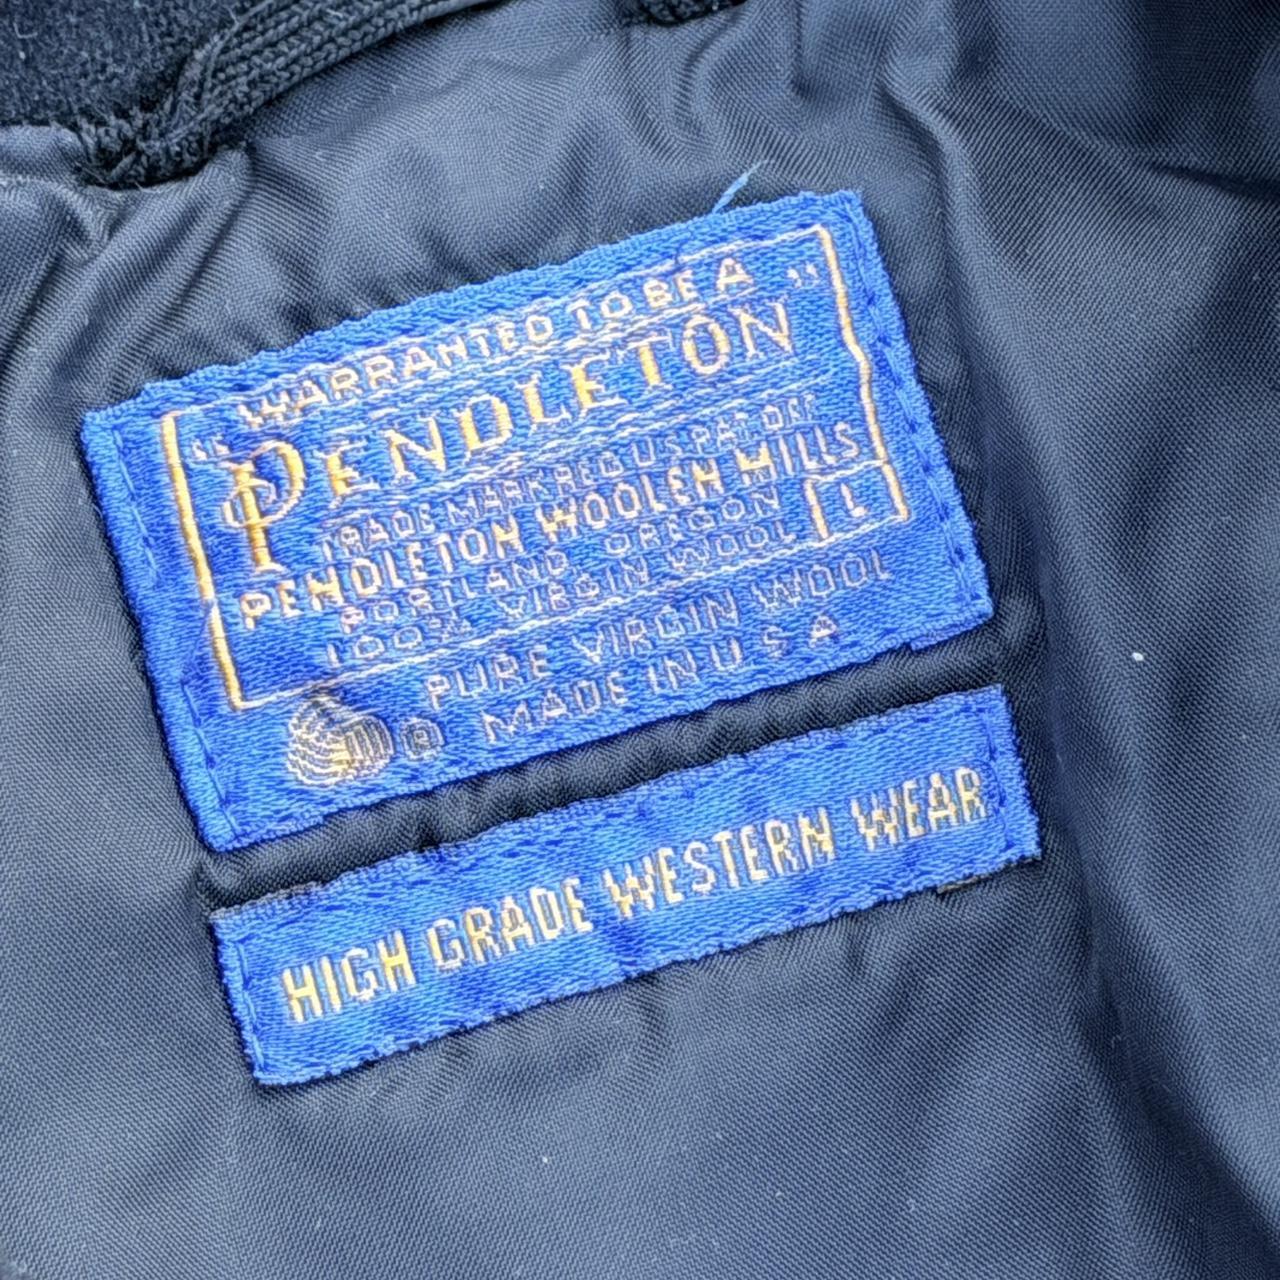 WARRANTED TO BE A
"PENDLETON"
TRADE MARK REG U S PAT OFF
PENDLETON WOOLEN MILLS
PORTLAND, OREGON
100% VIRGIN WOOL
L
PURE VIRGIN WOOL
® MADE IN U S A
HIGH GRADE WESTERN WEAR